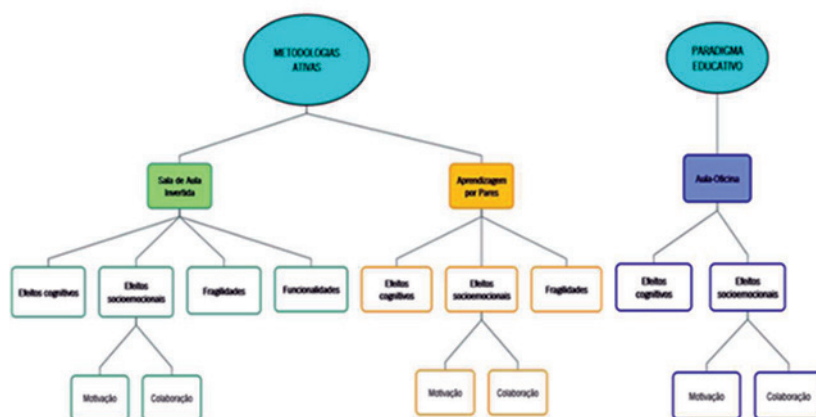 METODOLOGIAS
ATIVAS
PARADIGMA
EDUCATIVO
Sala de Aula
Invertida
Aprendizagem
por Pares
Aula-Oficina
Efeitos cognitivos
Efeitos
socioemocionais
Fragilidades
Funcionalidades
Efeitos
cognitivos
Efeitos
socioemocionais
Fragilidades
Efeitos
cognitivos
Efeitos
socioemocionais
Motivação
Colaboração
Motivação
Colaboração
Motivação
Colaboração